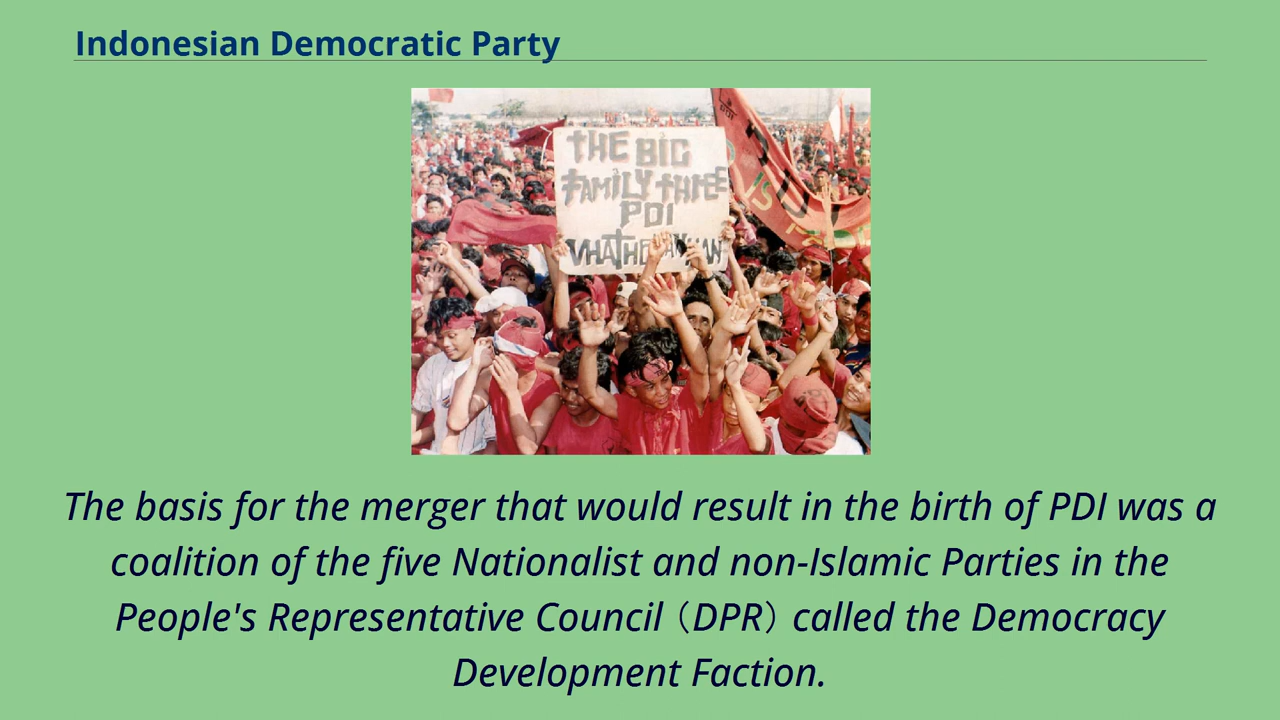 Indonesian Democratic Party
THE BIG
FAMILY THREE
PDI
The basis for the merger that would result in the birth of PDI was a
coalition of the five Nationalist and non-Islamic Parties in the
People's Representative Council (DPR) called the Democracy
Development Faction.